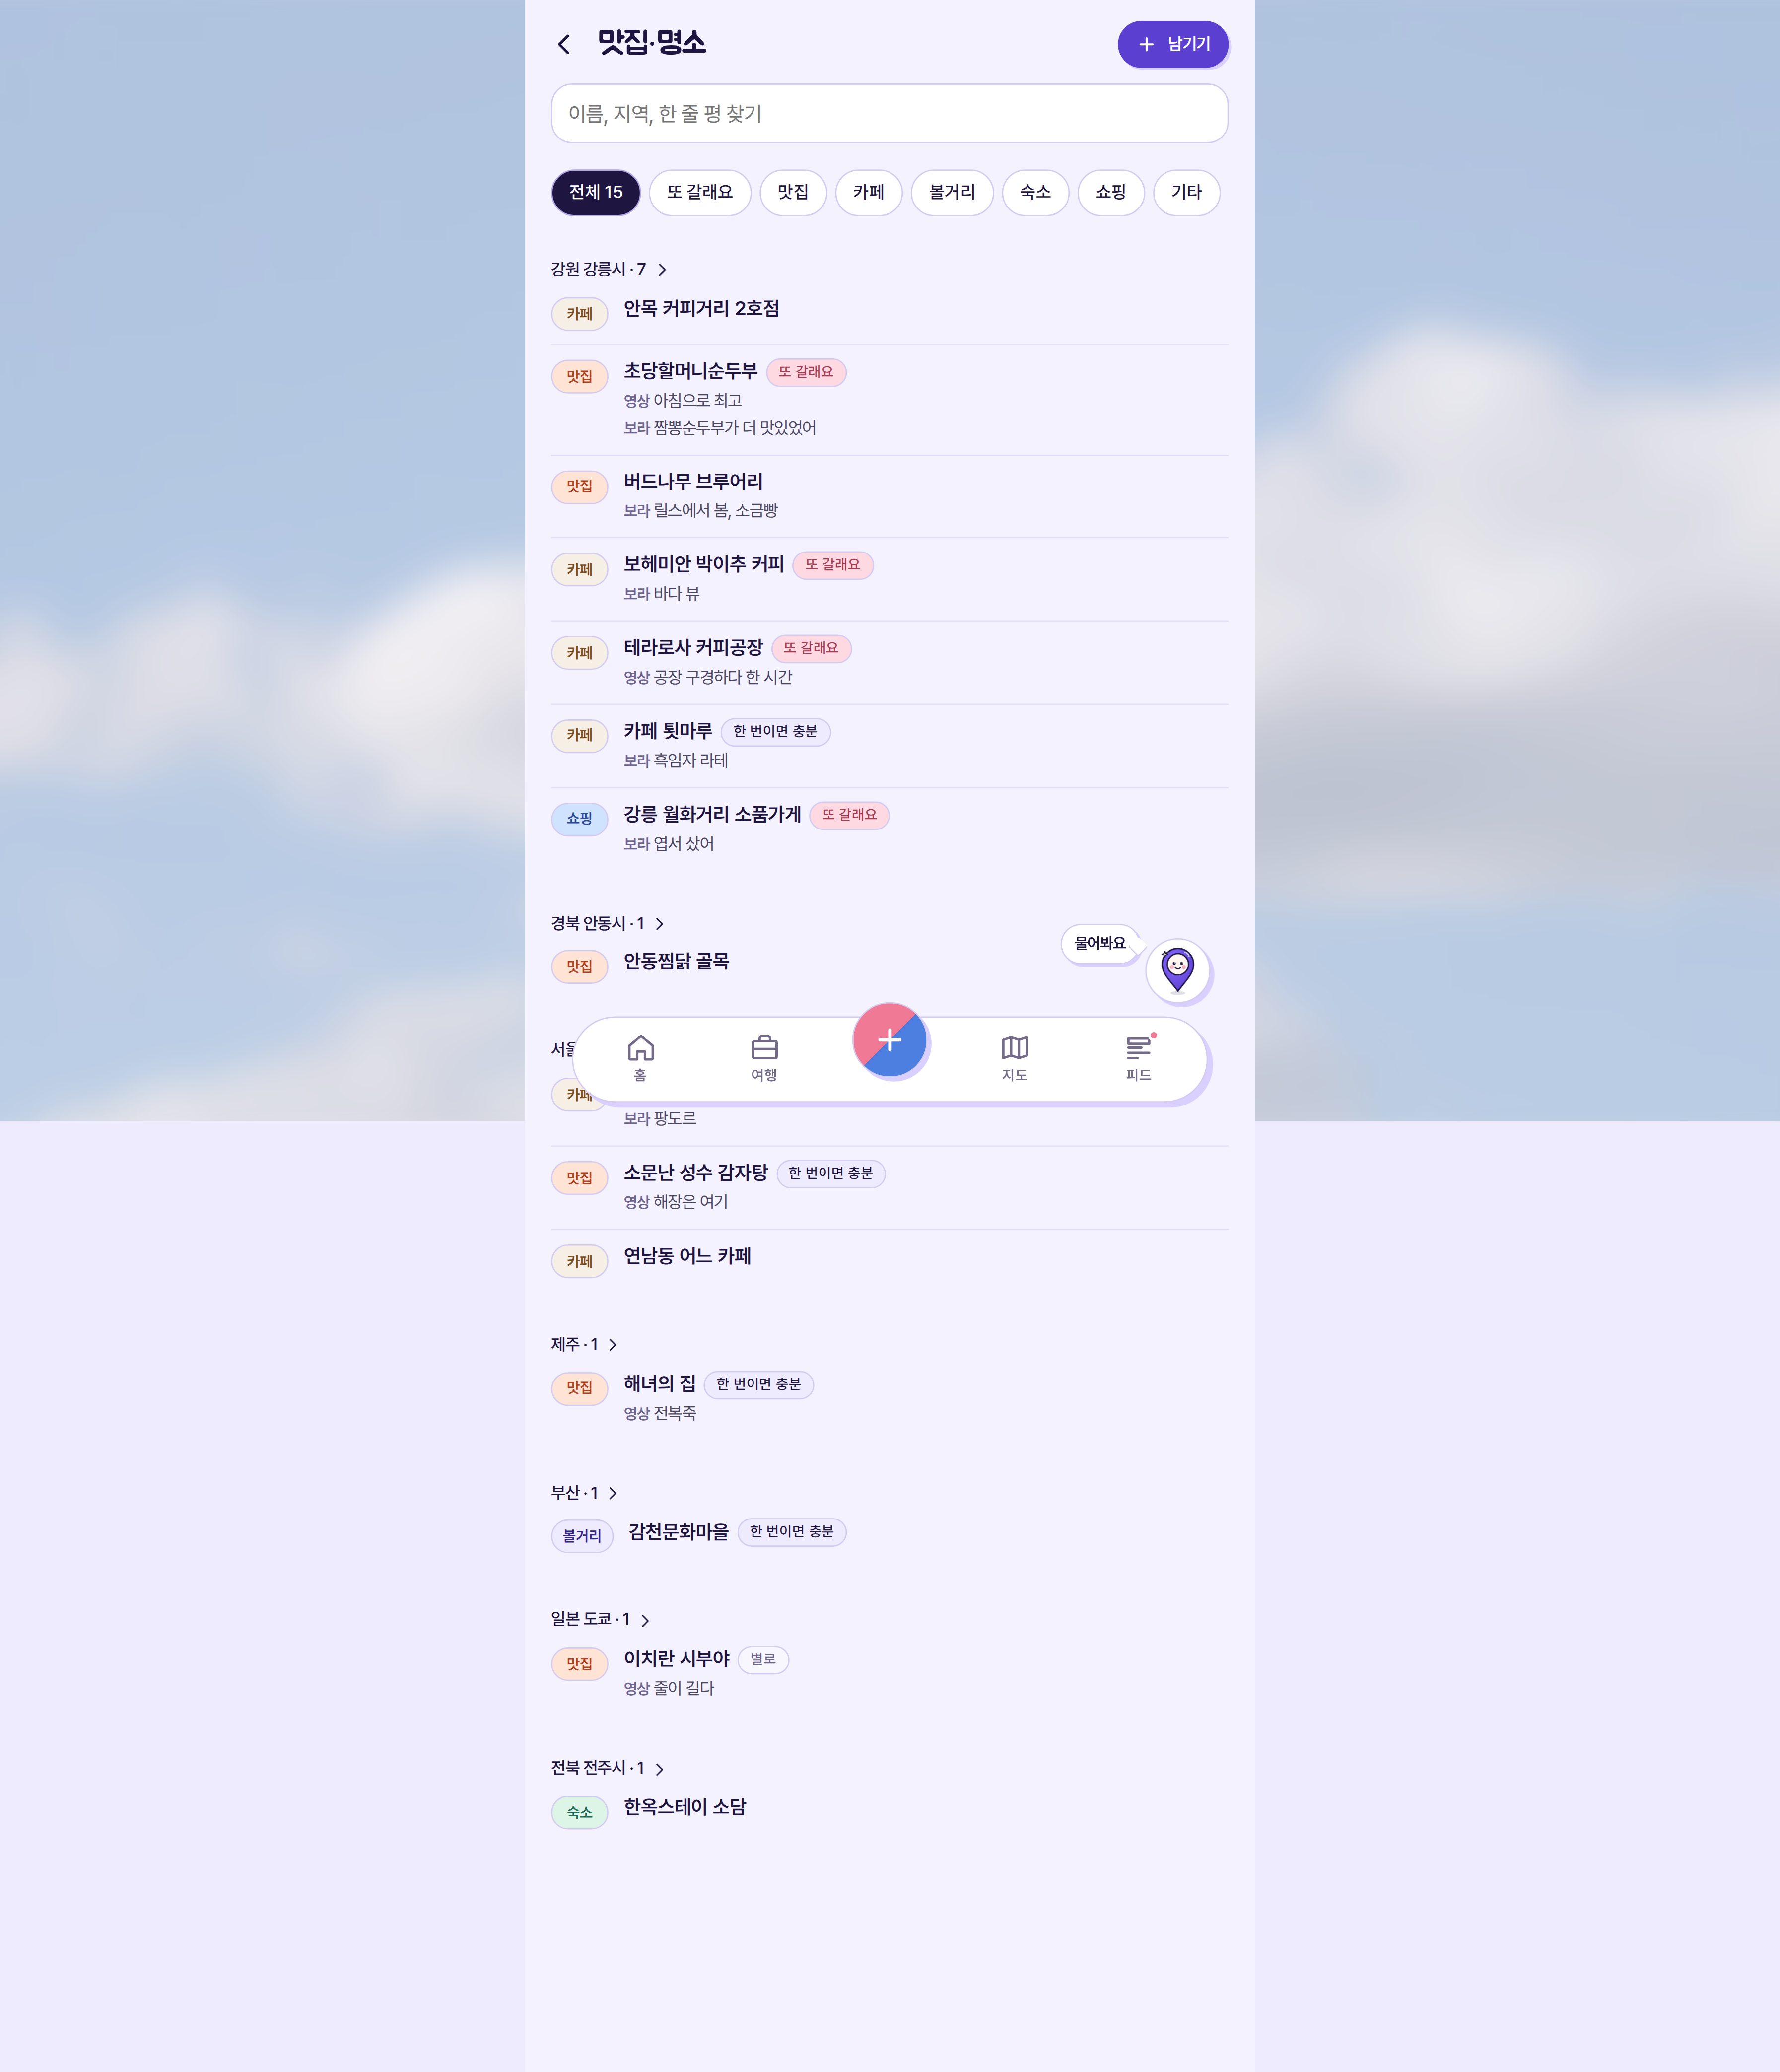 맛집·명소
+ 남기기
이름, 지역, 한 줄 평 찾기
전체 15 또 갈래요 맛집 카페 볼거리 숙소 쇼핑 기타
강원 강릉시 · 7
카페 안목 커피거리 2호점
맛집 초당할머니순두부 또 갈래요
영상 아침으로 최고
보라 짬뽕순두부가 더 맛있었어
맛집 버드나무 브루어리
보라 릴스에서 봄, 소금빵
카페 보헤미안 박이추 커피 또 갈래요
보라 바다 뷰
카페 테라로사 커피공장 또 갈래요
영상 공장 구경하다 한 시간
카페 카페 툇마루 한 번이면 충분
보라 흑임자 라테
쇼핑 강릉 월화거리 소품가게 또 갈래요
보라 엽서 샀어
경북 안동시 · 1
물어봐요
맛집 안동찜닭 골목
서울
홈 여행 지도 피드
카페
보라 팡도르
맛집 소문난 성수 감자탕 한 번이면 충분
영상 해장은 여기
카페 연남동 어느 카페
제주 · 1
맛집 해녀의 집 한 번이면 충분
영상 전복죽
부산 · 1
볼거리 감천문화마을 한 번이면 충분
일본 도쿄 · 1
맛집 이치란 시부야 별로
영상 줄이 길다
전북 전주시 · 1
숙소 한옥스테이 소담